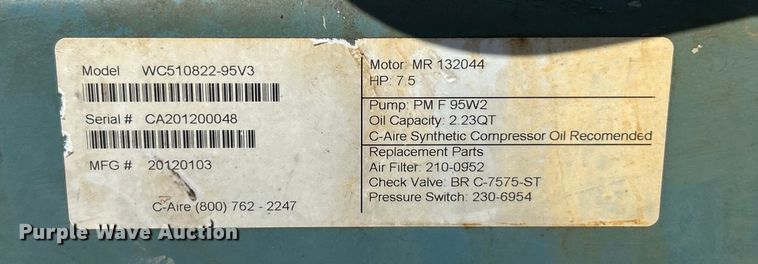 Model WC510822-95V3
Serial # CA201200048
MFG # 20120103
C-Aire (800) 762 - 2247
Motor: MR 132044
HP: 7.5
Pump: PM F 95W2
Oil Capacity: 2.23QT
C-Aire Synthetic Compressor Oil Recomended
Replacement Parts
Air Filter: 210-0952
Check Valve: BR C-7575-ST
Pressure Switch: 230-6954
Purple Wave Auction